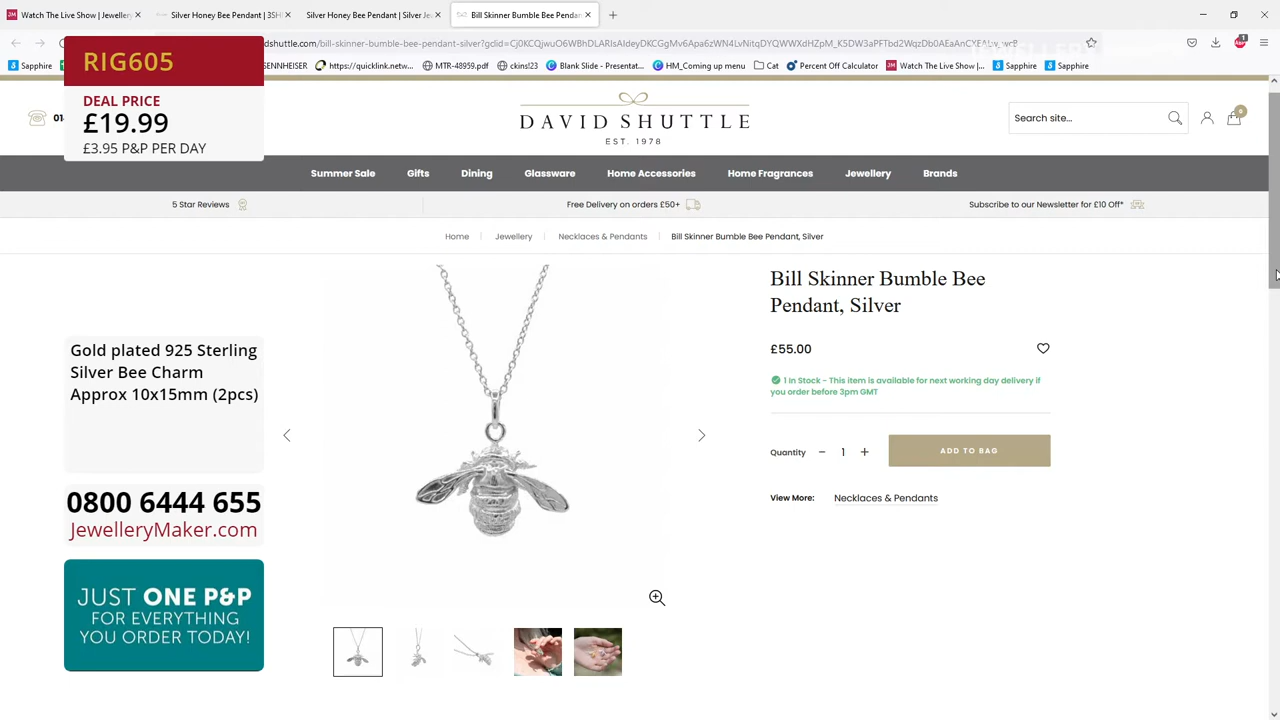 Watch The Live Show | Jeweller
Silver Honey Bee Pendant | 3SH
Silver Honey Bee Pendant | Silver Je
Bill Skinner Bumble Bee Pendan
RIG605
DEAL PRICE
£19.99
£3.95 P&P PER DAY
Sapphire
ENNHEISER
https://quicklink.netw...
MTR-48959.pdf
ckins!23
Blank Slide - Presentat...
HM_Coming up menu
Cat
Percent Off Calculator
Watch The Live Show |...
Sapphire
Sapphire
DAVID SHUTTLE
EST. 1978
Search site...
0
Summer Sale
Gifts
Dining
Glassware
Home Accessories
Home Fragrances
Jewellery
Brands
5 Star Reviews
Free Delivery on orders £50+
Subscribe to our Newsletter for £10 Off*
Home
Jewellery
Necklaces & Pendants
Bill Skinner Bumble Bee Pendant, Silver
Bill Skinner Bumble Bee
Pendant, Silver
£55.00
1 In Stock - This item is available for next working day delivery if
you order before 3pm GMT
Quantity
1
ADD TO BAG
View More:
Necklaces & Pendants
Gold plated 925 Sterling
Silver Bee Charm
Approx 10x15mm (2pcs)
0800 6444 655
JewelleryMaker.com
JUST ONE P&P
FOR EVERYTHING
YOU ORDER TODAY!